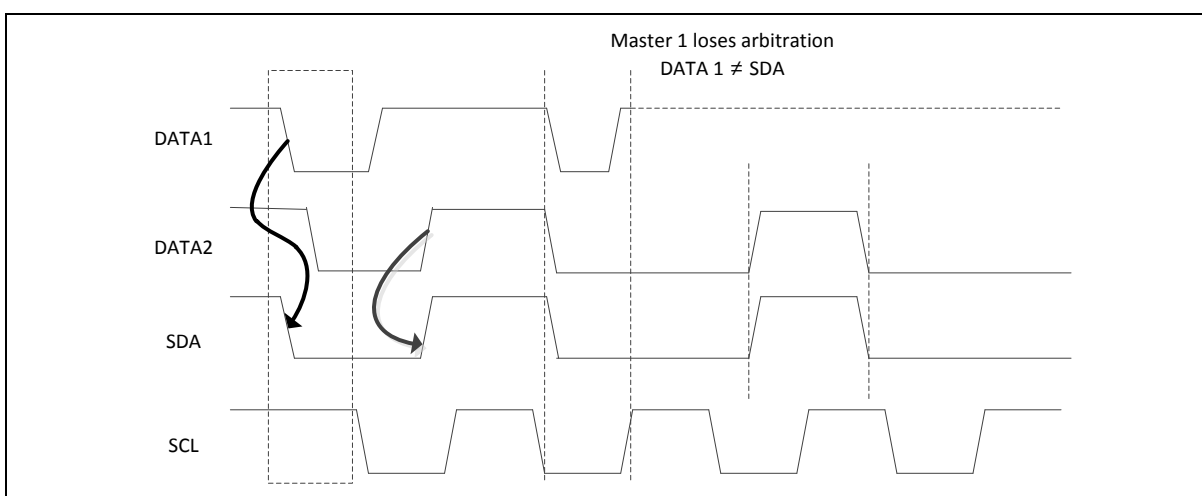 Master 1 loses arbitration
DATA 1 ≠ SDA
DATA1
DATA2
SDA
SCL